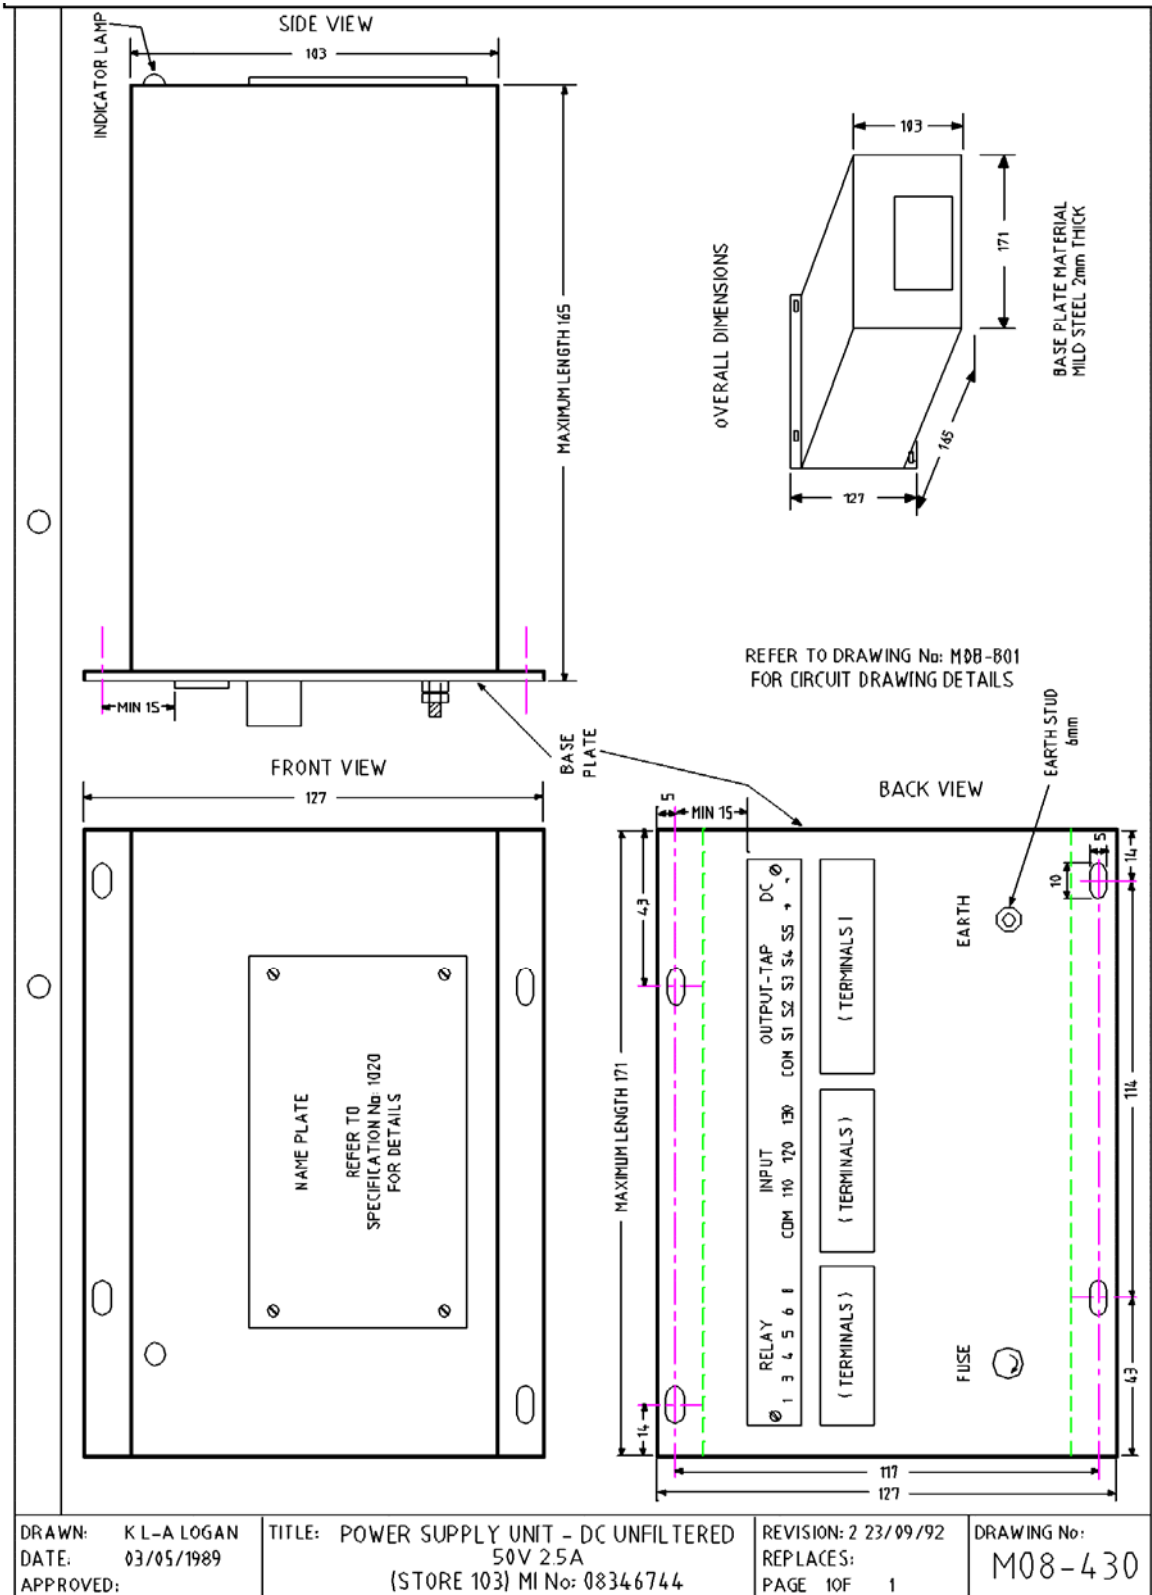 SIDE VIEW
103
INDICATOR LAMP
MAXIMUM LENGTH 165
MIN 15
BASE
PLATE
103
171
165
127
OVERALL DIMENSIONS
BASE PLATE MATERIAL
MILD STEEL 2mm THICK
REFER TO DRAWING No: M08-801
FOR CIRCUIT DRAWING DETAILS
FRONT VIEW
127
NAME PLATE
REFER TO
SPECIFICATION No: 1020
FOR DETAILS
BACK VIEW
EARTH STUD
6mm
5
MIN 15
43
MAXIMUM LENGTH 171
14
RELAY
1 3 4 5 6 8
INPUT
COM 110 120 130
OUTPUT-TAP
COM S1 S2 S3 S4 S5
DC
+ -
(TERMINALS)
(TERMINALS)
(TERMINALS)
EARTH
FUSE
5
10
14
114
43
117
127
DRAWN: K L-A LOGAN
DATE: 03/05/1989
APPROVED:
TITLE: POWER SUPPLY UNIT - DC UNFILTERED
50V 2.5A
(STORE 103) MI No: 08346744
REVISION: 2 23/09/92
REPLACES:
PAGE 1OF 1
DRAWING No:
M08-430